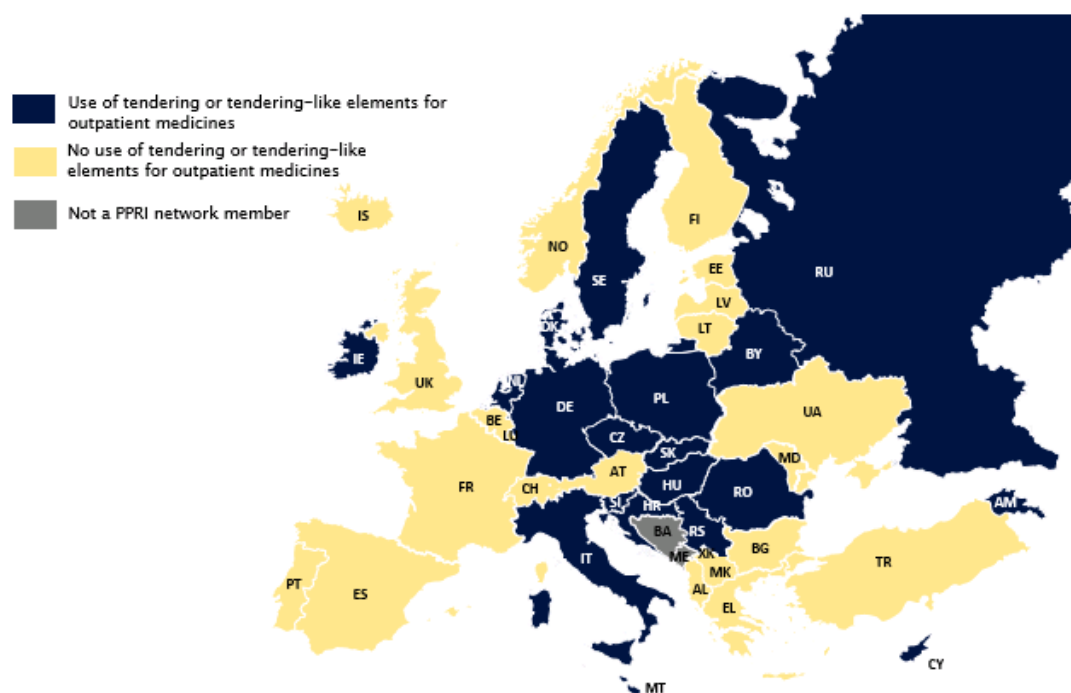 Use of tendering or tendering-like elements for
outpatient medicines
No use of tendering or tendering-like
elements for outpatient medicines
Not a PPRI network member
IS
NO
FI
SE
EE
RU
LV
LT
DK
IE
UK
NL
BY
BE
DE
PL
LU
UA
CZ
SK
MD
AT
FR
CH
HU
RO
SI
HR
AM
BA
RS
BG
IT
ME
XK
MK
TR
PT
ES
AL
EL
CY
MT